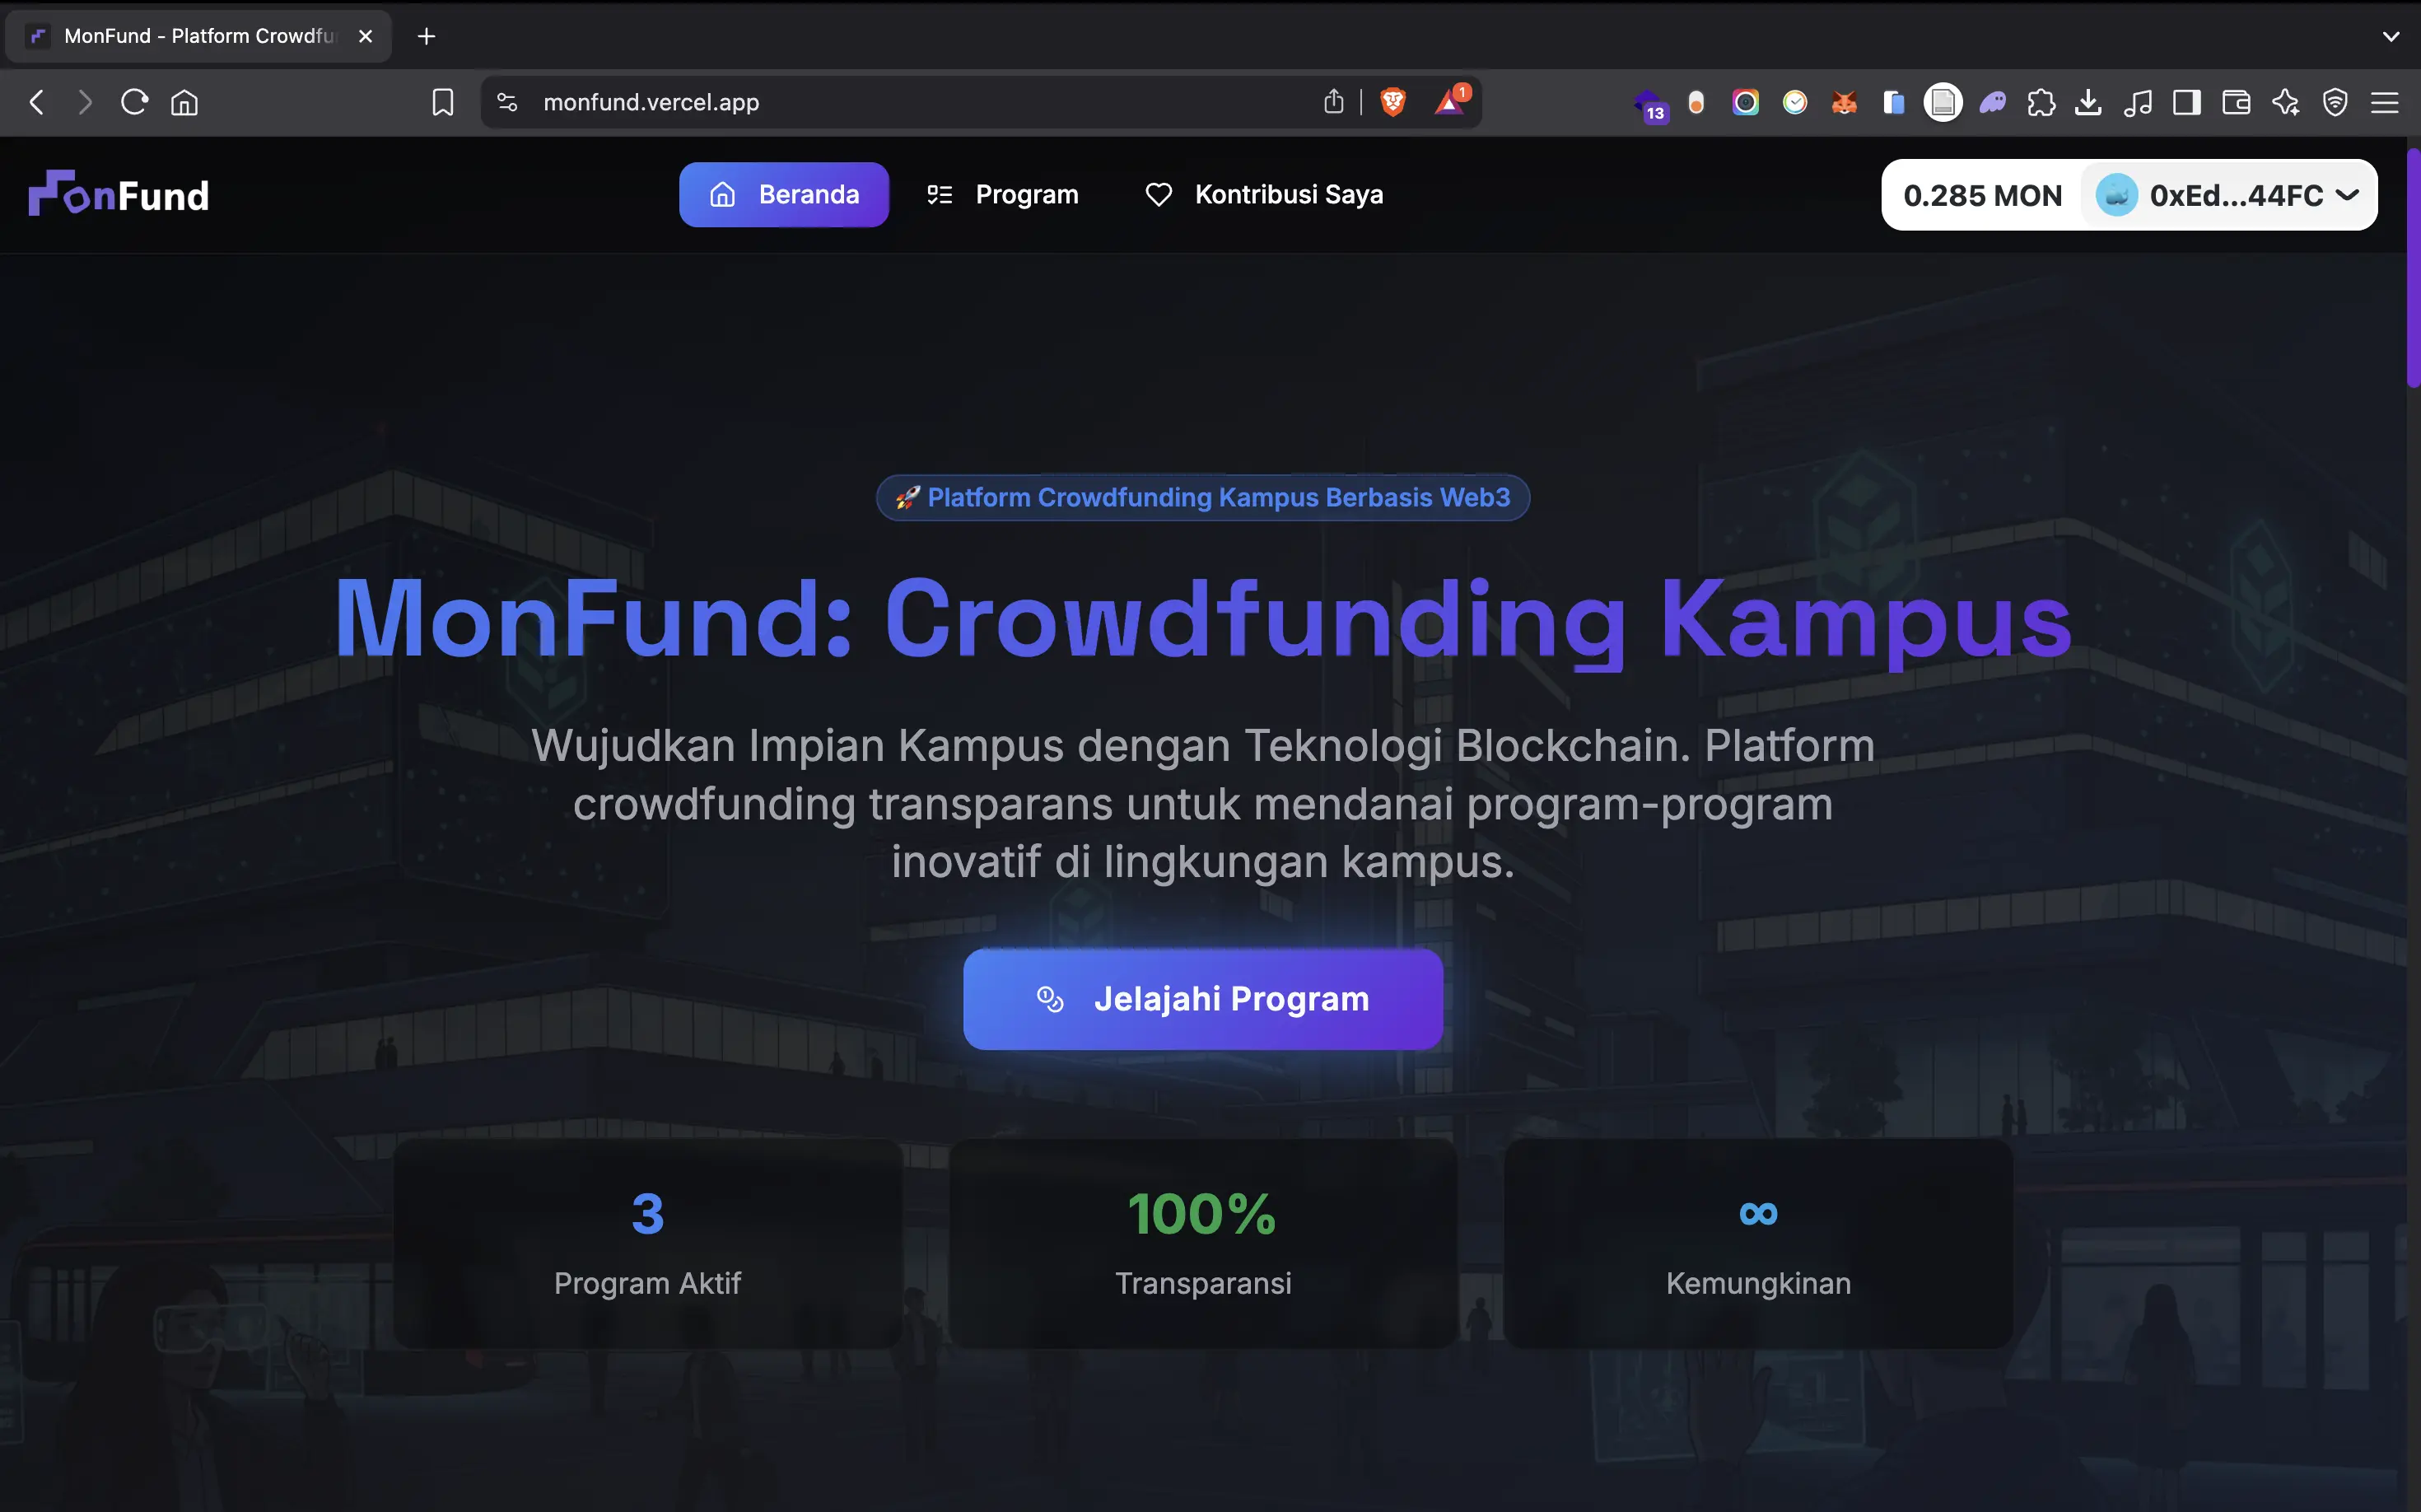 MonFund - Platform Crowdfu
monfund.vercel.app
1
13
onFund
Beranda
Program
Kontribusi Saya
0.285 MON
0xEd...44FC
🚀 Platform Crowdfunding Kampus Berbasis Web3
MonFund: Crowdfunding Kampus
Wujudkan Impian Kampus dengan Teknologi Blockchain. Platform
crowdfunding transparans untuk mendanai program-program
inovatif di lingkungan kampus.
Jelajahi Program
3
Program Aktif
100%
Transparansi
∞
Kemungkinan